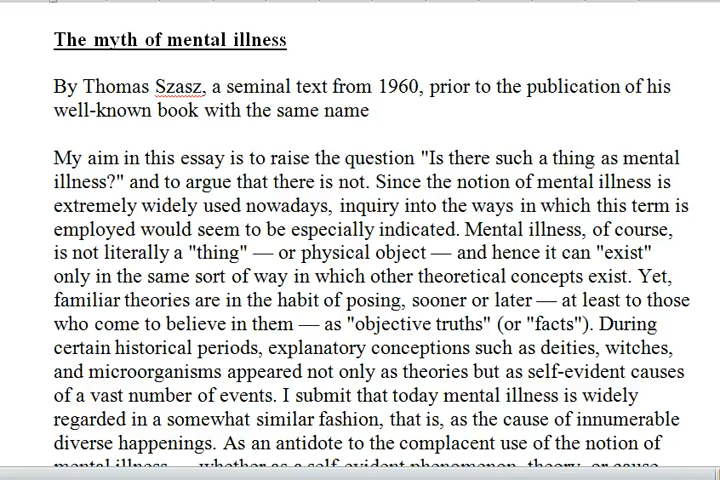 The myth of mental illness
By Thomas Szasz, a seminal text from 1960, prior to the publication of his
well-known book with the same name
My aim in this essay is to raise the question "Is there such a thing as mental
illness?" and to argue that there is not. Since the notion of mental illness is
extremely widely used nowadays, inquiry into the ways in which this term is
employed would seem to be especially indicated. Mental illness, of course,
is not literally a "thing" — or physical object — and hence it can "exist"
only in the same sort of way in which other theoretical concepts exist. Yet,
familiar theories are in the habit of posing, sooner or later — at least to those
who come to believe in them — as "objective truths" (or "facts"). During
certain historical periods, explanatory conceptions such as deities, witches,
and microorganisms appeared not only as theories but as self-evident causes
of a vast number of events. I submit that today mental illness is widely
regarded in a somewhat similar fashion, that is, as the cause of innumerable
diverse happenings. As an antidote to the complacent use of the notion of
mental illness — whether as a self-evident phenomenon, theory, or cause